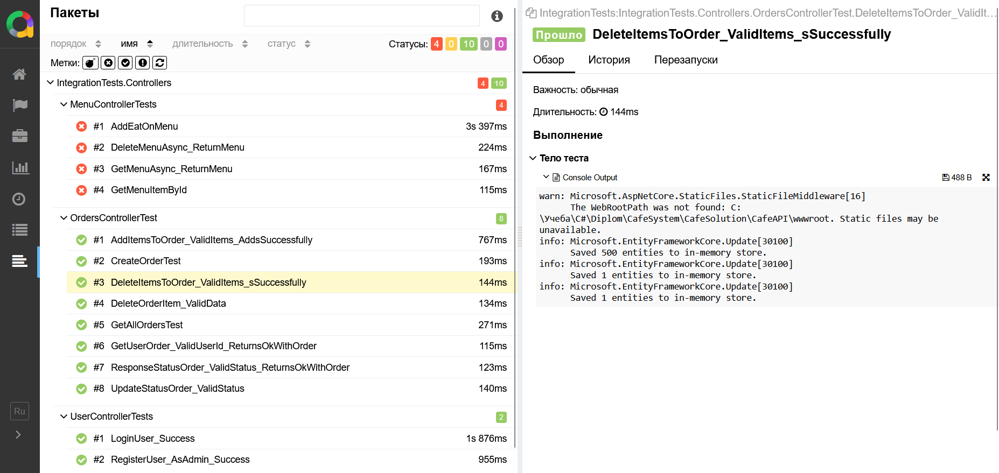 Пакеты
порядок имя длительность статус Статусы: 4 0 10 0 0
Метки:
IntegrationTests.Controllers 4 10
MenuControllerTests 4
#1 AddEatOnMenu 3s 397ms
#2 DeleteMenuAsync_ReturnMenu 224ms
#3 GetMenuAsync_ReturnMenu 167ms
#4 GetMenuItemById 115ms
OrdersControllerTest 8
#1 AddItemsToOrder_ValidItems_AddsSuccessfully 767ms
#2 CreateOrderTest 193ms
#3 DeleteItemsToOrder_ValidItems_sSuccessfully 144ms
#4 DeleteOrderItem_ValidData 134ms
#5 GetAllOrdersTest 271ms
#6 GetUserOrder_ValidUserId_ReturnsOkWithOrder 115ms
#7 ResponseStatusOrder_ValidStatus_ReturnsOkWithOrder 123ms
#8 UpdateStatusOrder_ValidStatus 140ms
UserControllerTests 2
#1 LoginUser_Success 1s 876ms
#2 RegisterUser_AsAdmin_Success 955ms
Ru
IntegrationTests:IntegrationTests.Controllers.OrdersControllerTest.DeleteItemsToOrder_ValidIt...
Прошло DeleteItemsToOrder_ValidItems_sSuccessfully
Обзор История Перезапуски
Важность: обычная
Длительность: 144ms
Выполнение
Тело теста
Console Output 488 B
warn: Microsoft.AspNetCore.StaticFiles.StaticFileMiddleware[16]
The WebRootPath was not found: C:
\Учеба\C#\Diplom\CafeSystem\CafeSolution\CafeAPI\wwwroot. Static files may be
unavailable.
info: Microsoft.EntityFrameworkCore.Update[30100]
Saved 500 entities to in-memory store.
info: Microsoft.EntityFrameworkCore.Update[30100]
Saved 1 entities to in-memory store.
info: Microsoft.EntityFrameworkCore.Update[30100]
Saved 1 entities to in-memory store.